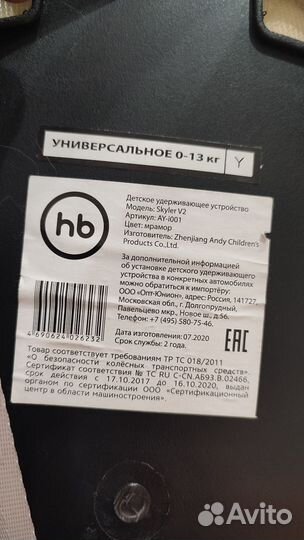 УНИВЕРСАЛЬНОЕ 0-13 кг Y
hb
Детское удерживающее устройство
Модель: Skyler V2
Артикул: AY-i001
Цвет: мрамор
Изготовитель: Zhenjiang Andy Children's
Products Co.Ltd.
За дополнительной информацией
об установке детского удерживающего
устройства в конкретных автомобилях
можно обратиться к импортёру:
ООО «Опт-Юнион», адрес: Россия, 141727,
Московская обл., г. Долгопрудный,
Павельцево мкр., Новое ш., д.56.
Телефон: +7 (495) 580-75-46
4 690624 026232
Дата изготовления: 07.2020
Срок службы: 2 года.
EAC
Товар соответствует требованиям ТР ТС 018/2011
«О безопасности колёсных транспортных средств».
Сертификат соответствия № ТС RU C-CN.АБ93.В.02466,
срок действия с 17.10.2017 до 16.10.2020, выдан
органом по сертификации ООО «Сертификационный
центр в области машиностроения».
Avito